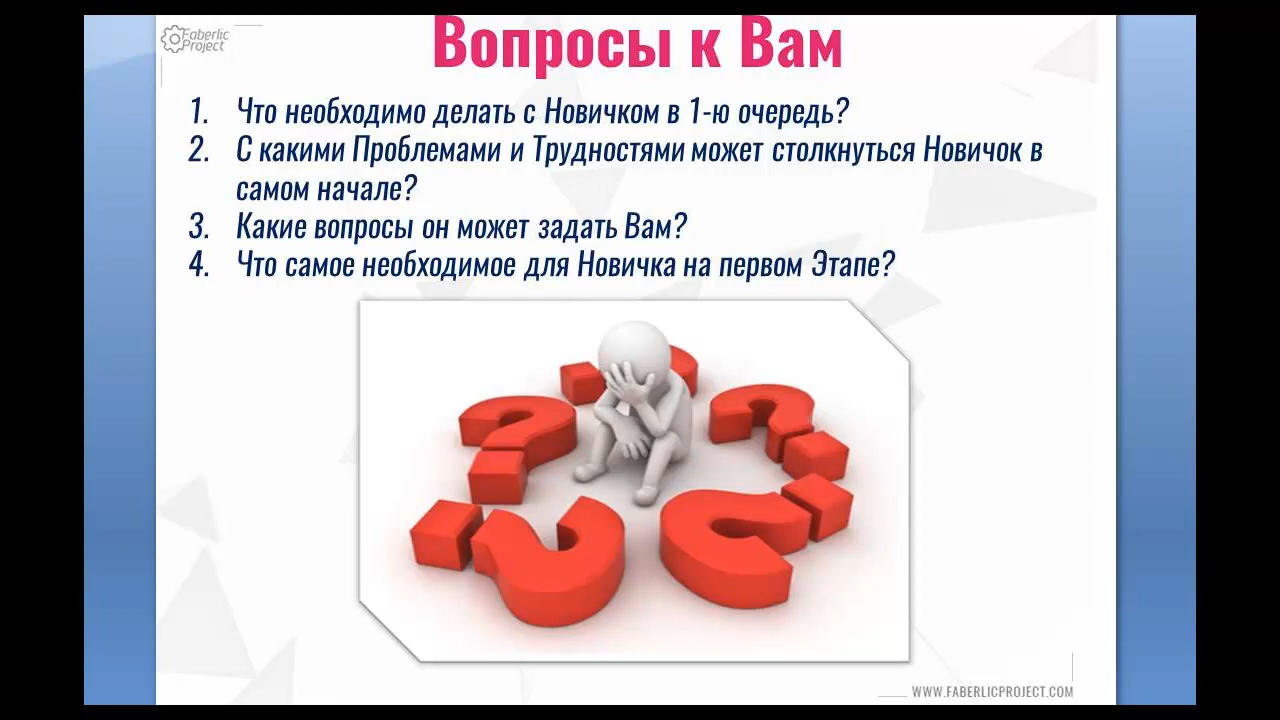 Faberlic
Project
Вопросы к Вам
1. Что необходимо делать с Новичком в 1-ю очередь?
2. С какими Проблемами и Трудностями может столкнуться Новичок в
самом начале?
3. Какие вопросы он может задать Вам?
4. Что самое необходимое для Новичка на первом Этапе?
WWW.FABERLICPROJECT.COM